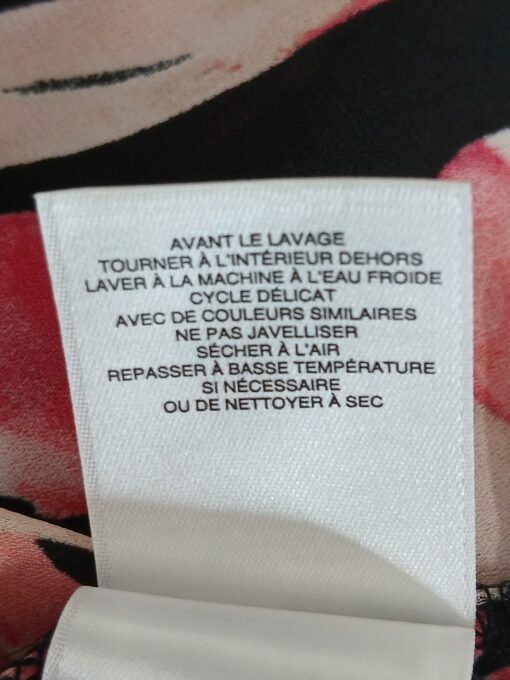 AVANT LE LAVAGE
TOURNER À L'INTÉRIEUR DEHORS
LAVER À LA MACHINE À L'EAU FROIDE
CYCLE DÉLICAT
AVEC DE COULEURS SIMILAIRES
NE PAS JAVELLISER
SÉCHER À L'AIR
REPASSER À BASSE TEMPÉRATURE
SI NÉCESSAIRE
OU DE NETTOYER À SEC